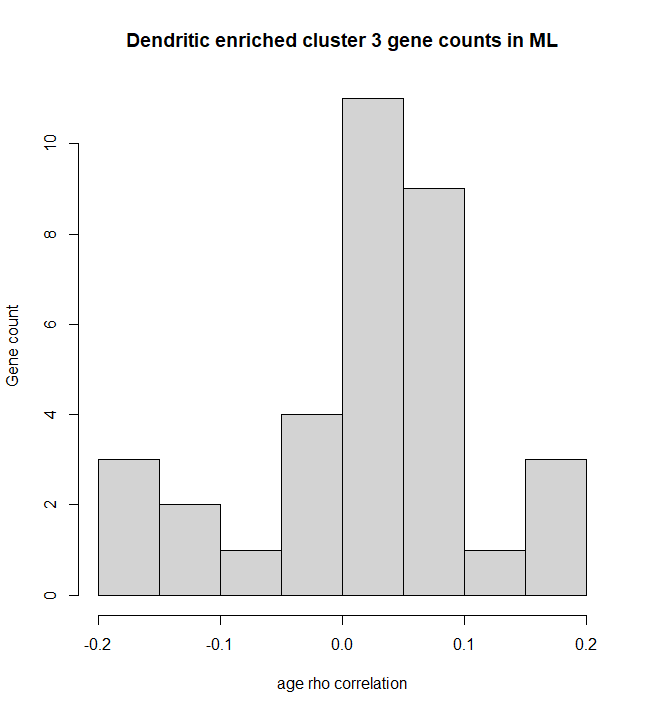 Dendritic enriched cluster 3 gene counts in ML
Gene count
10
8
6
4
2
0
-0.2 -0.1 0.0 0.1 0.2
age rho correlation